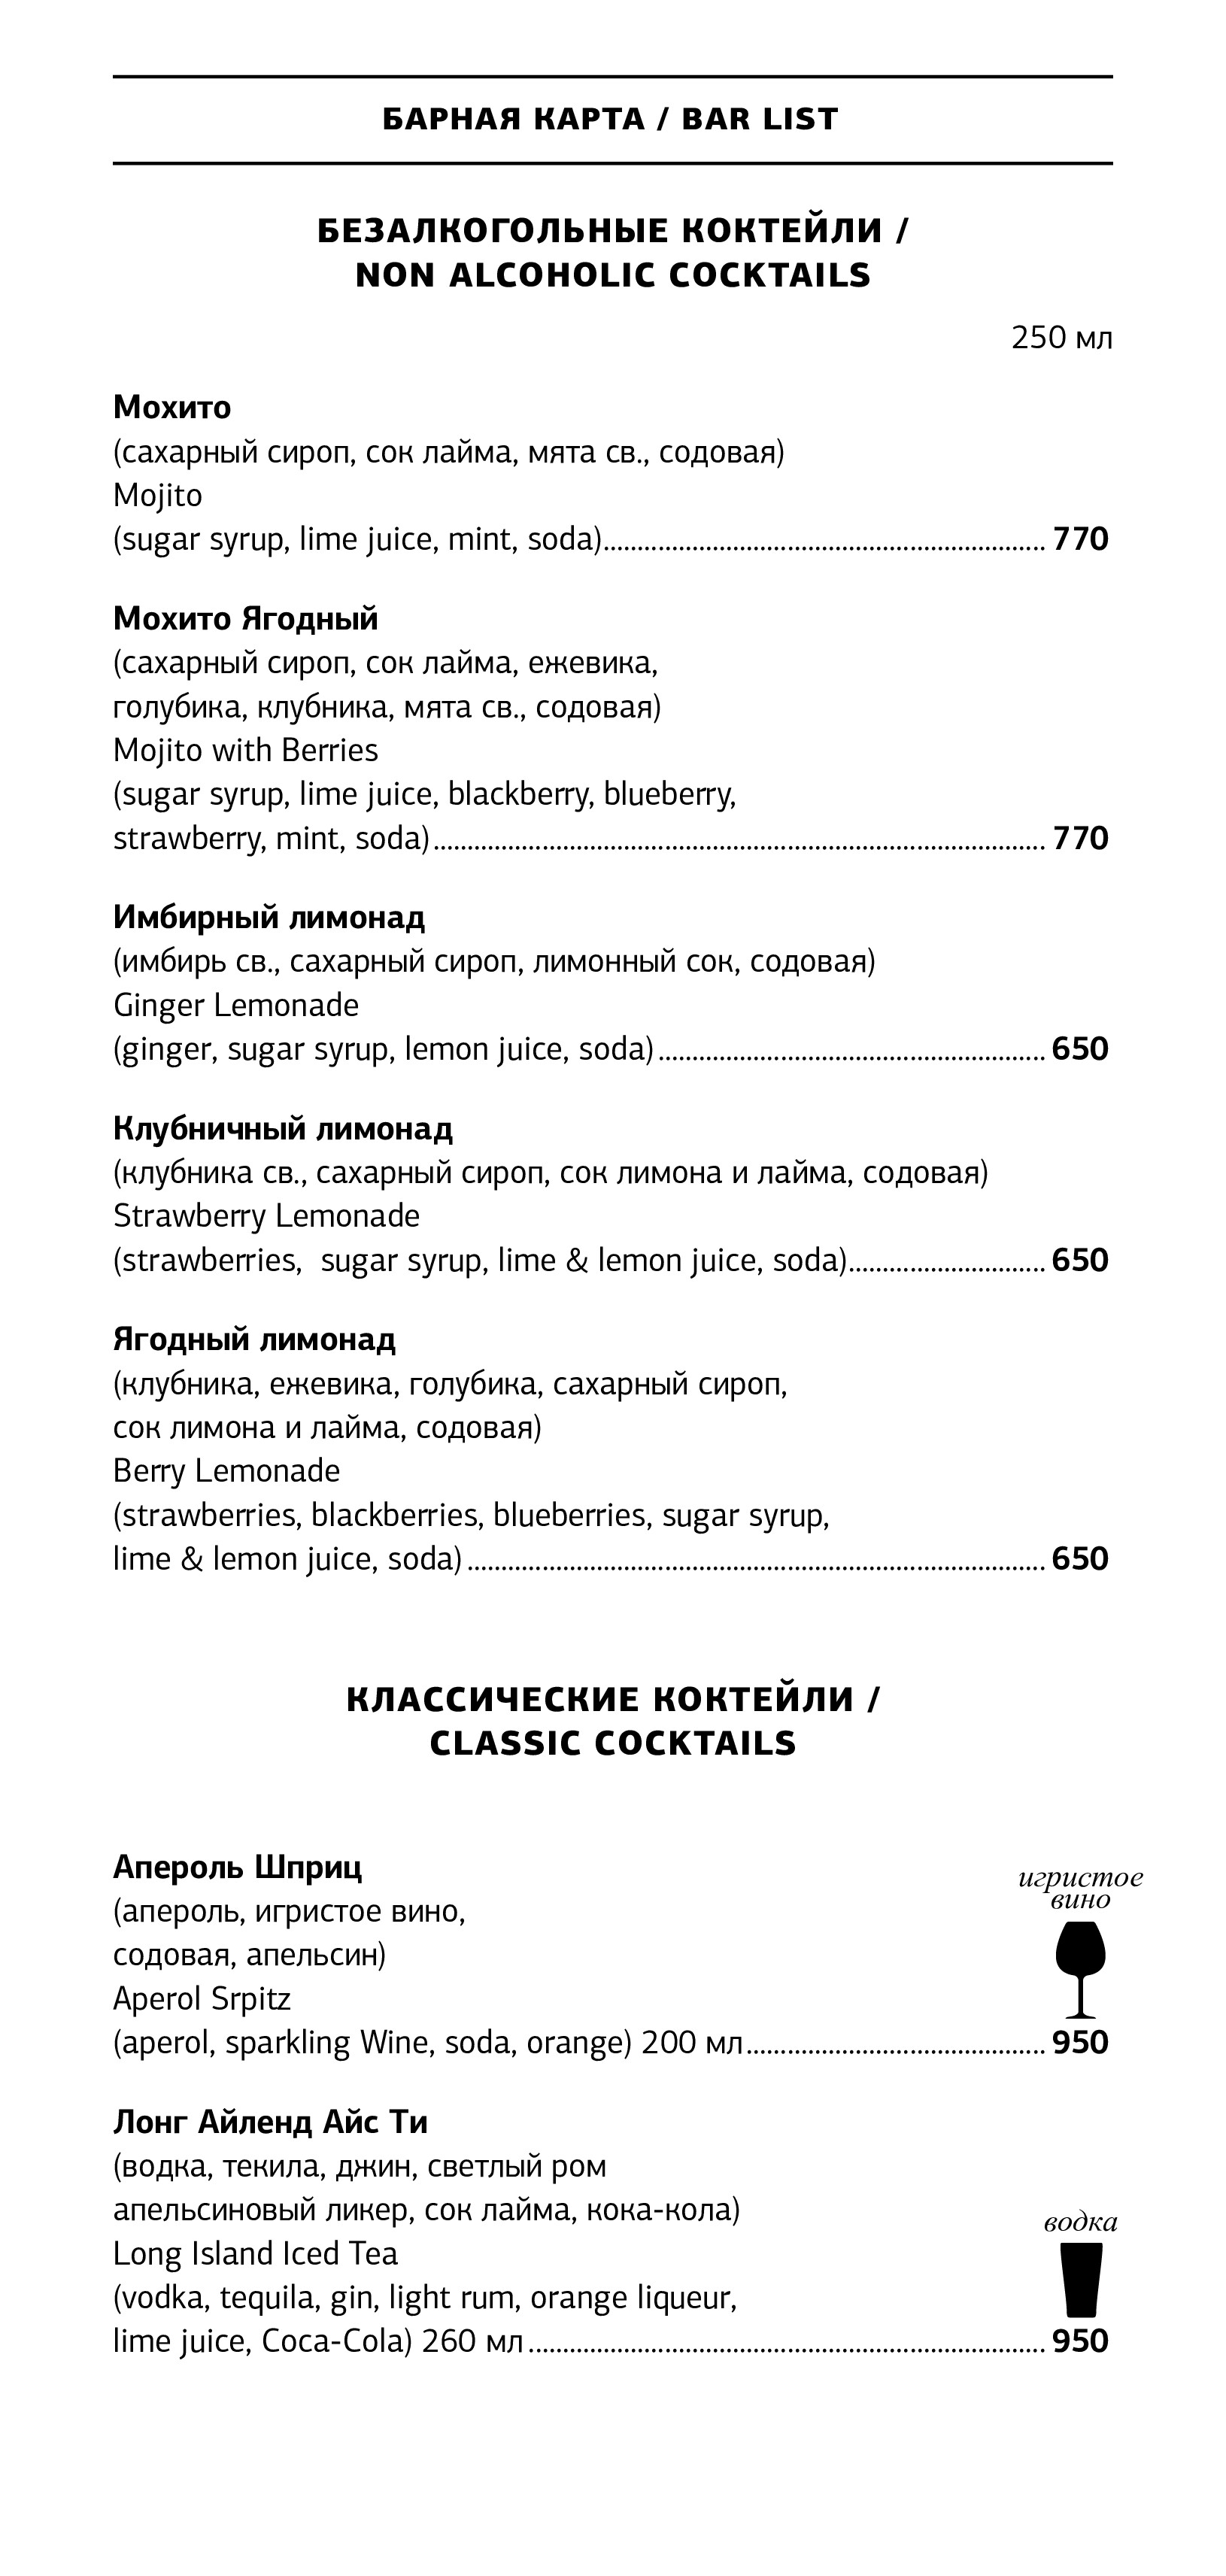 БАРНАЯ КАРТА / BAR LIST
БЕЗАЛКОГОЛЬНЫЕ КОКТЕЙЛИ /
NON ALCOHOLIC COCKTAILS
250 мл
Мохито
(сахарный сироп, сок лайма, мята св., содовая)
Mojito
(sugar syrup, lime juice, mint, soda)..................................................... 770
Мохито Ягодный
(сахарный сироп, сок лайма, ежевика,
голубика, клубника, мята св., содовая)
Mojito with Berries
(sugar syrup, lime juice, blackberry, blueberry,
strawberry, mint, soda)..................................................... 770
Имбирный лимонад
(имбирь св., сахарный сироп, лимонный сок, содовая)
Ginger Lemonade
(ginger, sugar syrup, lemon juice, soda)..................................................... 650
Клубничный лимонад
(клубника св., сахарный сироп, сок лимона и лайма, содовая)
Strawberry Lemonade
(strawberries,  sugar syrup, lime & lemon juice, soda)............................. 650
Ягодный лимонад
(клубника, ежевика, голубика, сахарный сироп,
сок лимона и лайма, содовая)
Berry Lemonade
(strawberries, blackberries, blueberries, sugar syrup,
lime & lemon juice, soda)..................................................... 650
КЛАССИЧЕСКИЕ КОКТЕЙЛИ /
CLASSIC COCKTAILS
Апероль Шприц
(апероль, игристое вино,
содовая, апельсин)
Aperol Srpitz
игристое
вино
(aperol, sparkling Wine, soda, orange) 200 мл..................................... 950
Лонг Айленд Айс Ти
(водка, текила, джин, светлый ром
апельсиновый ликер, сок лайма, кока-кола)
Long Island Iced Tea
водка
(vodka, tequila, gin, light rum, orange liqueur,
lime juice, Coca-Cola) 260 мл..................................................... 950